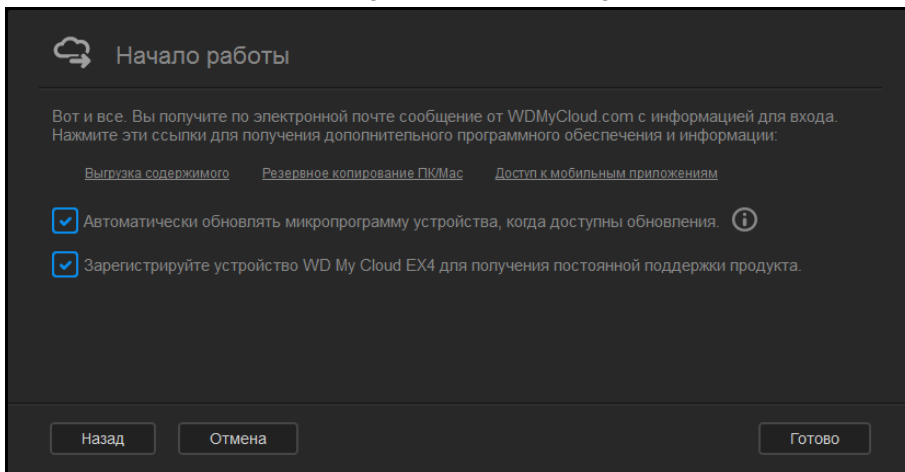 Начало работы
Вот и все. Вы получите по электронной почте сообщение от WDMyCloud.com с информацией для входа.
Нажмите эти ссылки для получения дополнительного программного обеспечения и информации:
Выгрузка содержимого Резервное копирование ПК/Mac Доступ к мобильным приложениям
Автоматически обновлять микропрограмму устройства, когда доступны обновления.
Зарегистрируйте устройство WD My Cloud EX4 для получения постоянной поддержки продукта.
Назад Отмена Готово